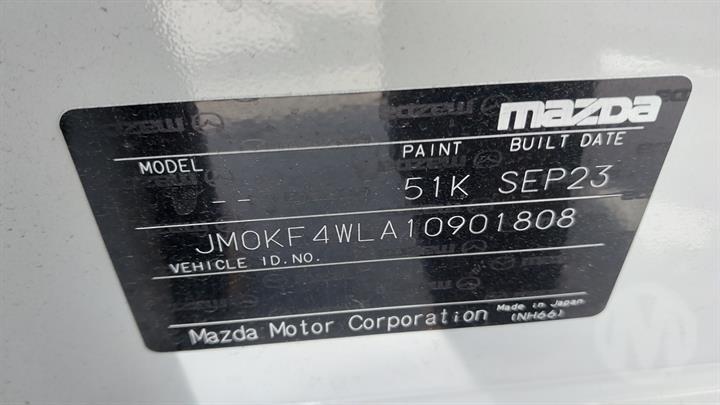 mazda
MODEL PAINT BUILT DATE
-- 51K SEP23
JM0KF4WLA10901808
VEHICLE ID.NO.
Mazda Motor Corporation Made in Japan
(NH66)
M